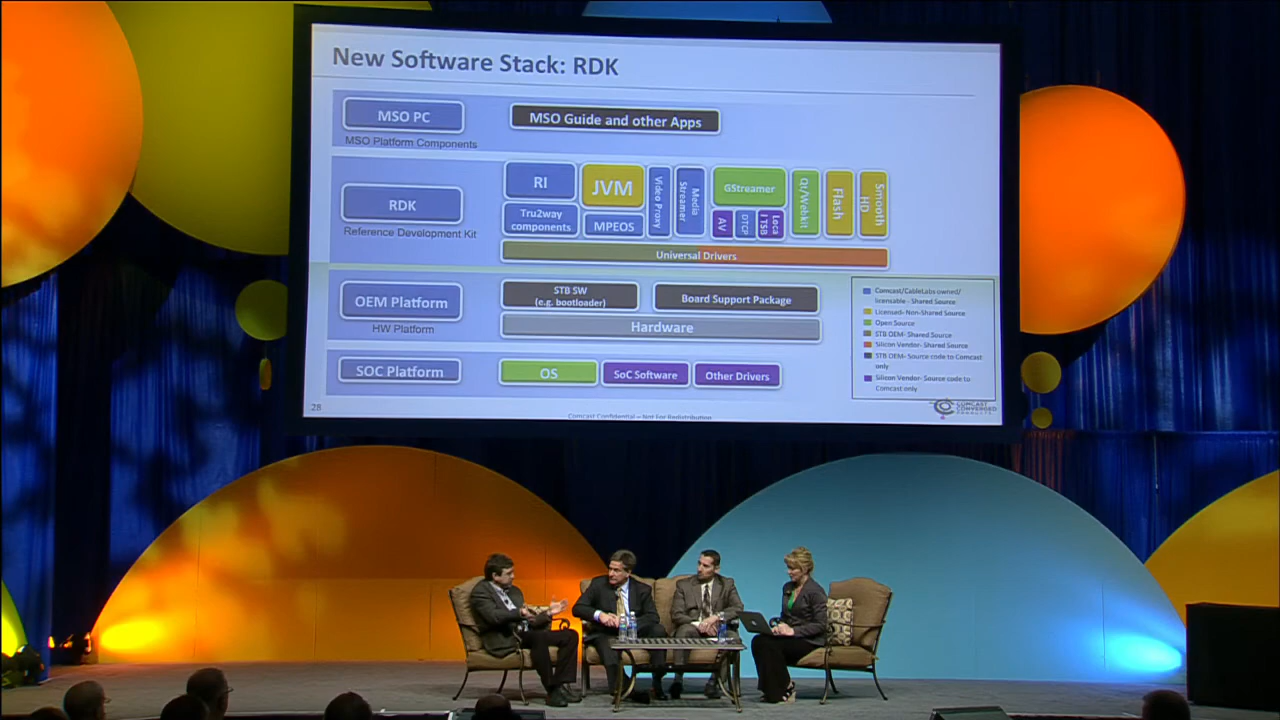 New Software Stack: RDK
MSO PC
MSO Guide and other Apps
MSO Platform Components
RI
JVM
Video Proxy
Media
Streamer
GStreamer
Qt/Webkit
Flash
Smooth
HD
RDK
Reference Development Kit
Tru2way
components
MPEOS
AV
DTCP
Loca
l TSB
Universal Drivers
OEM Platform
HW Platform
STB SW
(e.g. bootloader)
Board Support Package
Hardware
SOC Platform
OS
SoC Software
Other Drivers
Comcast/CableLabs owned/
licensable - Shared Source
Licensed- Non-Shared Source
Open Source
STB OEM- Shared Source
Silicon Vendor- Shared Source
STB OEM- Source code to Comcast
only
Silicon Vendor- Source code to
Comcast only
28
Comcast Confidential – Not For Redistribution
COMCAST
CONVERGED
PRODUCTS